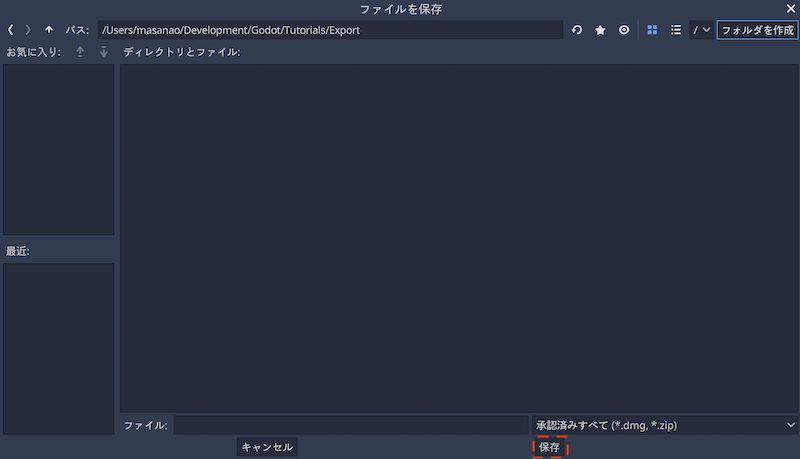 ファイルを保存
パス: /Users/masanao/Development/Godot/Tutorials/Export / フォルダを作成
お気に入り: ディレクトリとファイル:
最近:
ファイル: 承認済みすべて (*.dmg, *.zip)
キャンセル 保存